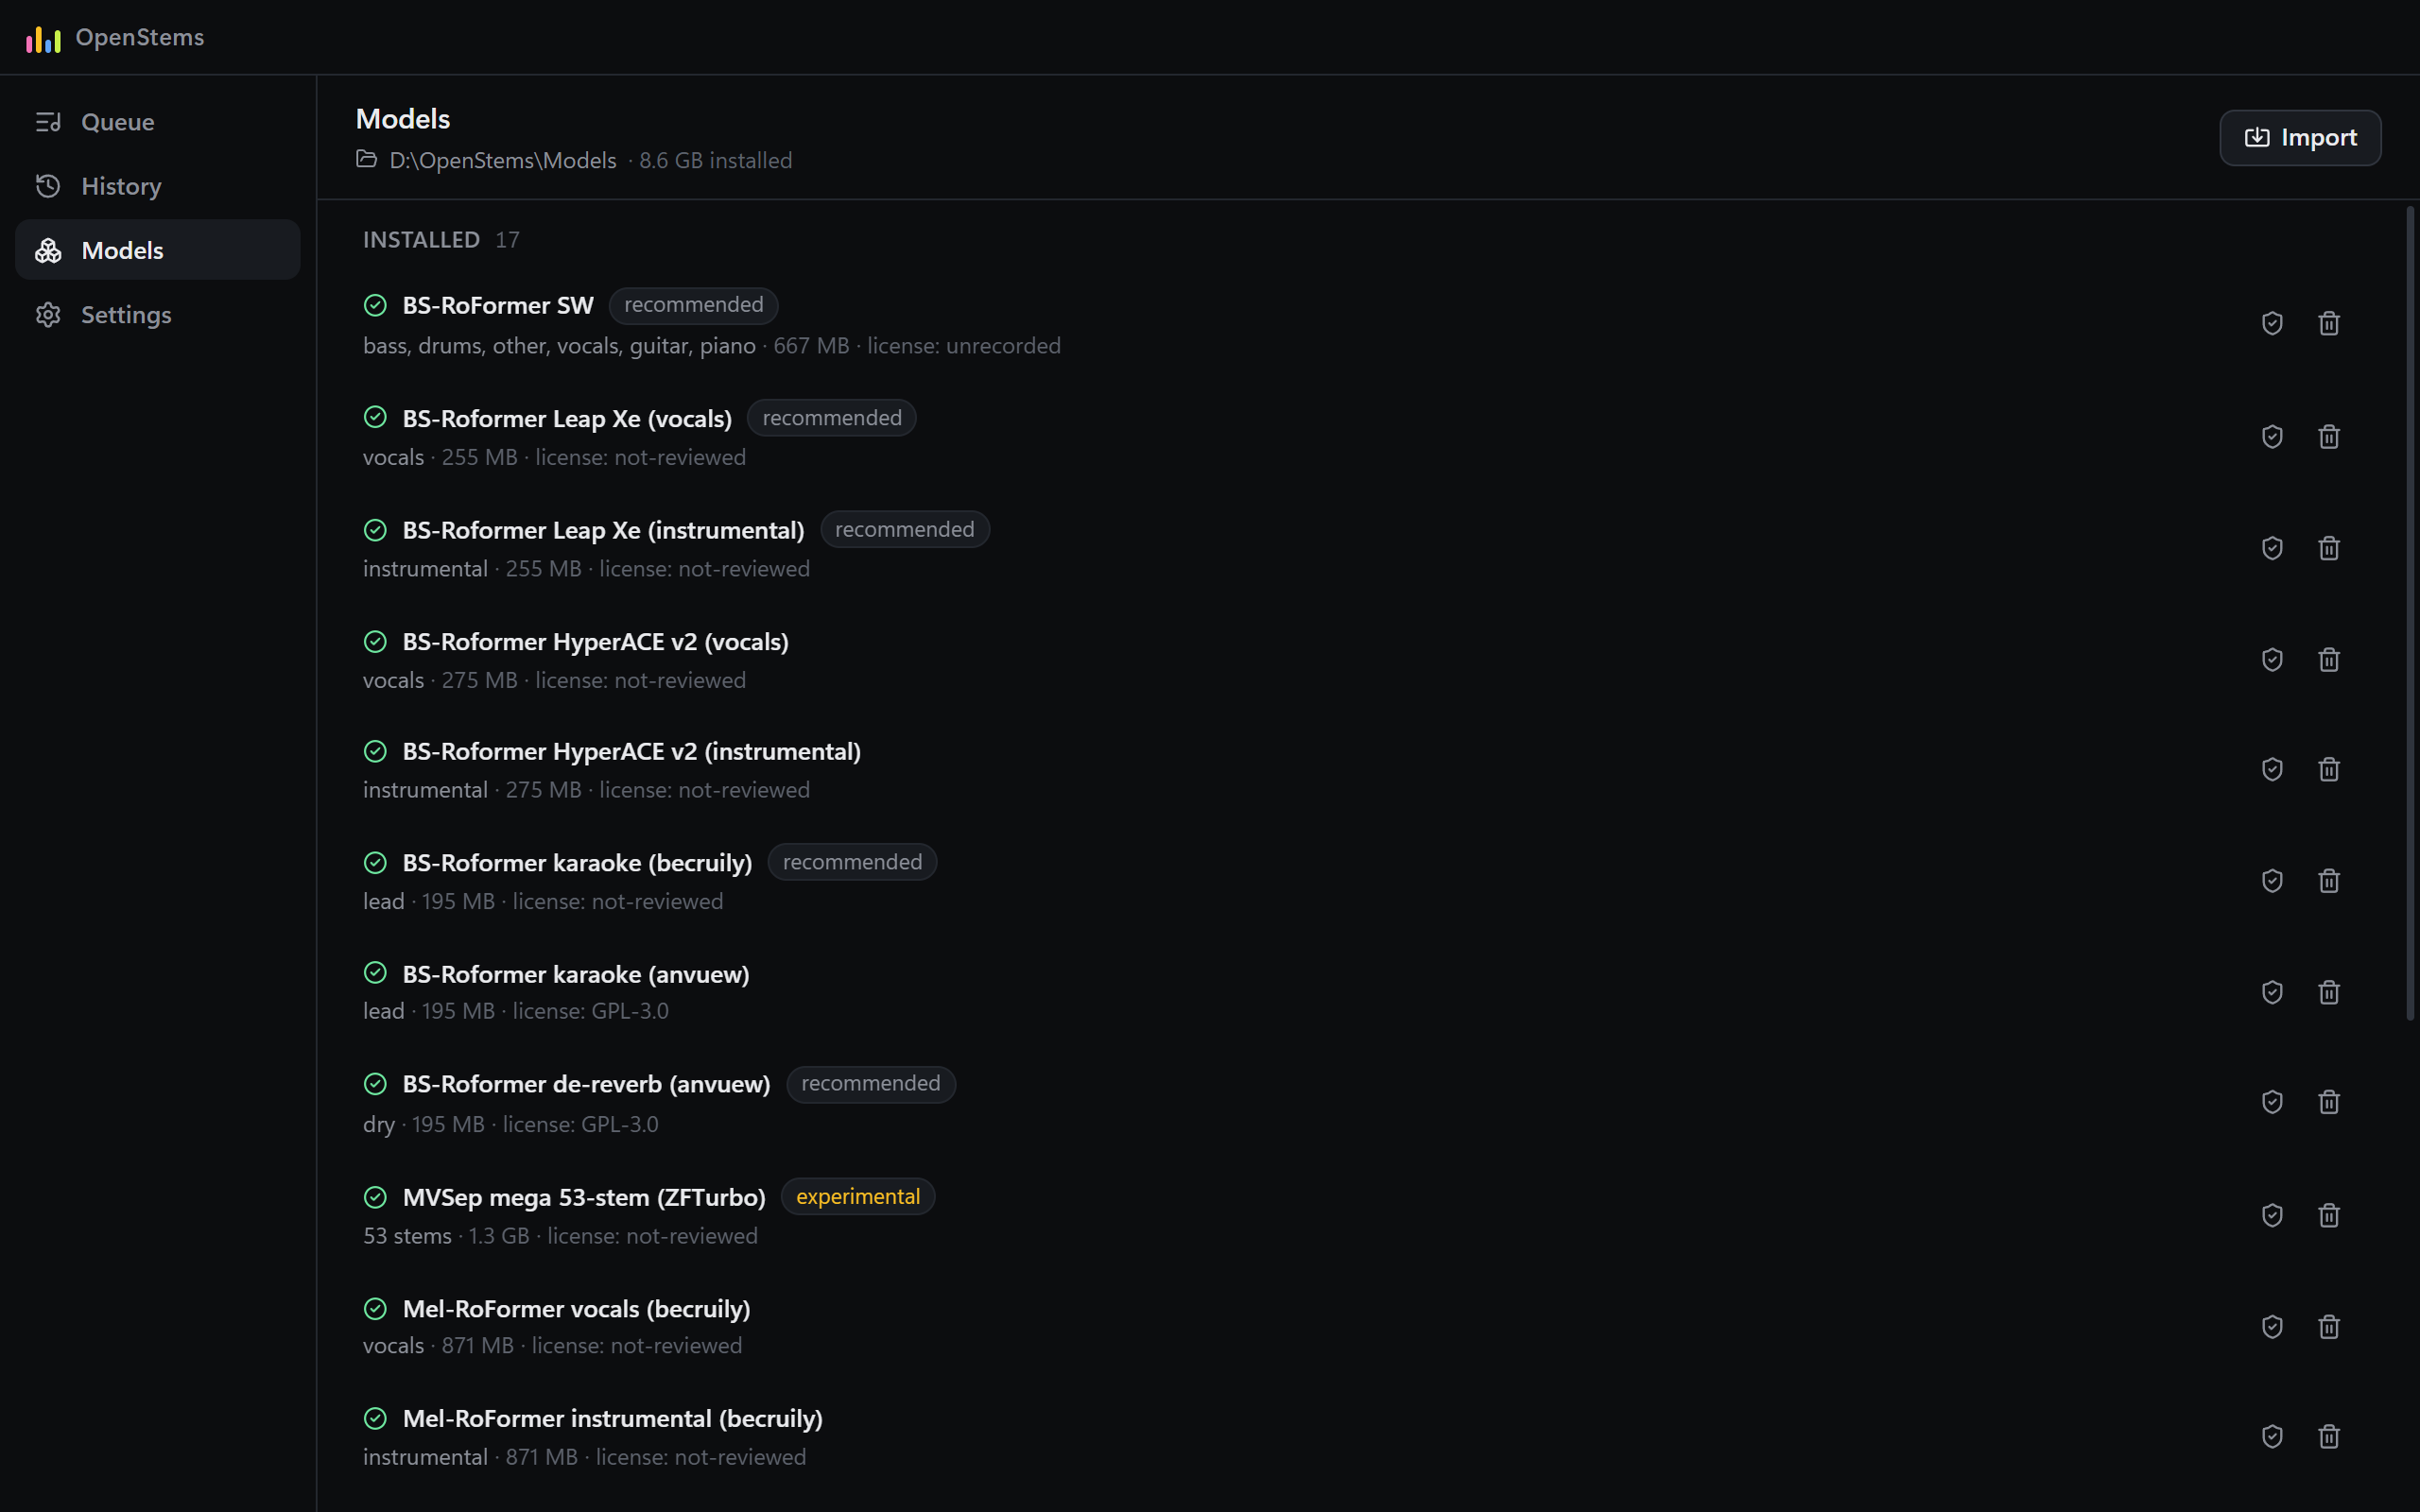 OpenStems
Queue
History
Models
Settings
Models
D:\OpenStems\Models · 8.6 GB installed
Import
INSTALLED 17
BS-RoFormer SW recommended
bass, drums, other, vocals, guitar, piano · 667 MB · license: unrecorded
BS-Roformer Leap Xe (vocals) recommended
vocals · 255 MB · license: not-reviewed
BS-Roformer Leap Xe (instrumental) recommended
instrumental · 255 MB · license: not-reviewed
BS-Roformer HyperACE v2 (vocals)
vocals · 275 MB · license: not-reviewed
BS-Roformer HyperACE v2 (instrumental)
instrumental · 275 MB · license: not-reviewed
BS-Roformer karaoke (becruily) recommended
lead · 195 MB · license: not-reviewed
BS-Roformer karaoke (anvuew)
lead · 195 MB · license: GPL-3.0
BS-Roformer de-reverb (anvuew) recommended
dry · 195 MB · license: GPL-3.0
MVSep mega 53-stem (ZFTurbo) experimental
53 stems · 1.3 GB · license: not-reviewed
Mel-RoFormer vocals (becruily)
vocals · 871 MB · license: not-reviewed
Mel-RoFormer instrumental (becruily)
instrumental · 871 MB · license: not-reviewed